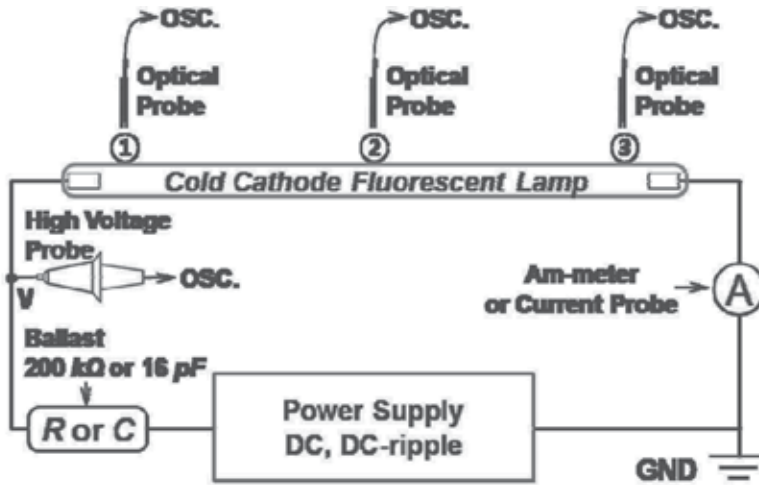 OSC. OSC. OSC.
Optical Probe
Optical Probe
Optical Probe
① ② ③
Cold Cathode Fluorescent Lamp
High Voltage
Probe
OSC.
V
Am-meter
or Current Probe
A
Ballast
200 kΩ or 16 pF
R or C
Power Supply
DC, DC-ripple
GND